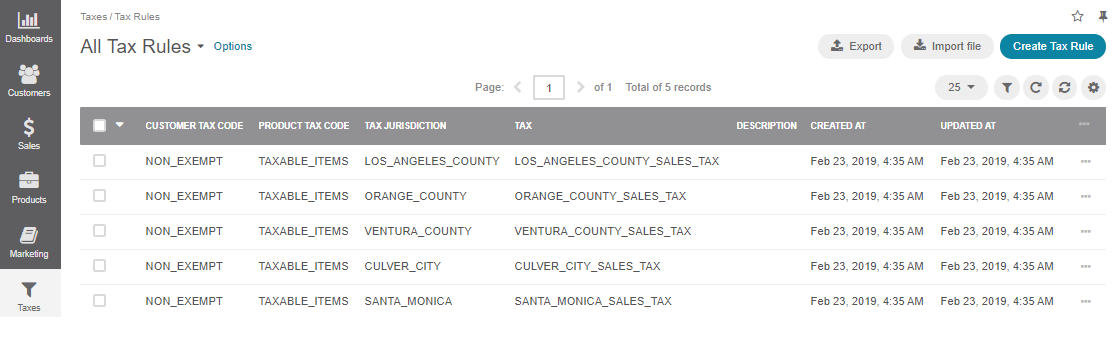 Taxes / Tax Rules
All Tax Rules Options Export Import file Create Tax Rule
Page: 1 of 1 Total of 5 records 25
CUSTOMER TAX CODE PRODUCT TAX CODE TAX JURISDICTION TAX DESCRIPTION CREATED AT UPDATED AT
NON_EXEMPT TAXABLE_ITEMS LOS_ANGELES_COUNTY LOS_ANGELES_COUNTY_SALES_TAX Feb 23, 2019, 4:35 AM Feb 23, 2019, 4:35 AM
NON_EXEMPT TAXABLE_ITEMS ORANGE_COUNTY ORANGE_COUNTY_SALES_TAX Feb 23, 2019, 4:35 AM Feb 23, 2019, 4:35 AM
NON_EXEMPT TAXABLE_ITEMS VENTURA_COUNTY VENTURA_COUNTY_SALES_TAX Feb 23, 2019, 4:35 AM Feb 23, 2019, 4:35 AM
NON_EXEMPT TAXABLE_ITEMS CULVER_CITY CULVER_CITY_SALES_TAX Feb 23, 2019, 4:35 AM Feb 23, 2019, 4:35 AM
NON_EXEMPT TAXABLE_ITEMS SANTA_MONICA SANTA_MONICA_SALES_TAX Feb 23, 2019, 4:35 AM Feb 23, 2019, 4:35 AM
Dashboards
Customers
Sales
Products
Marketing
Taxes